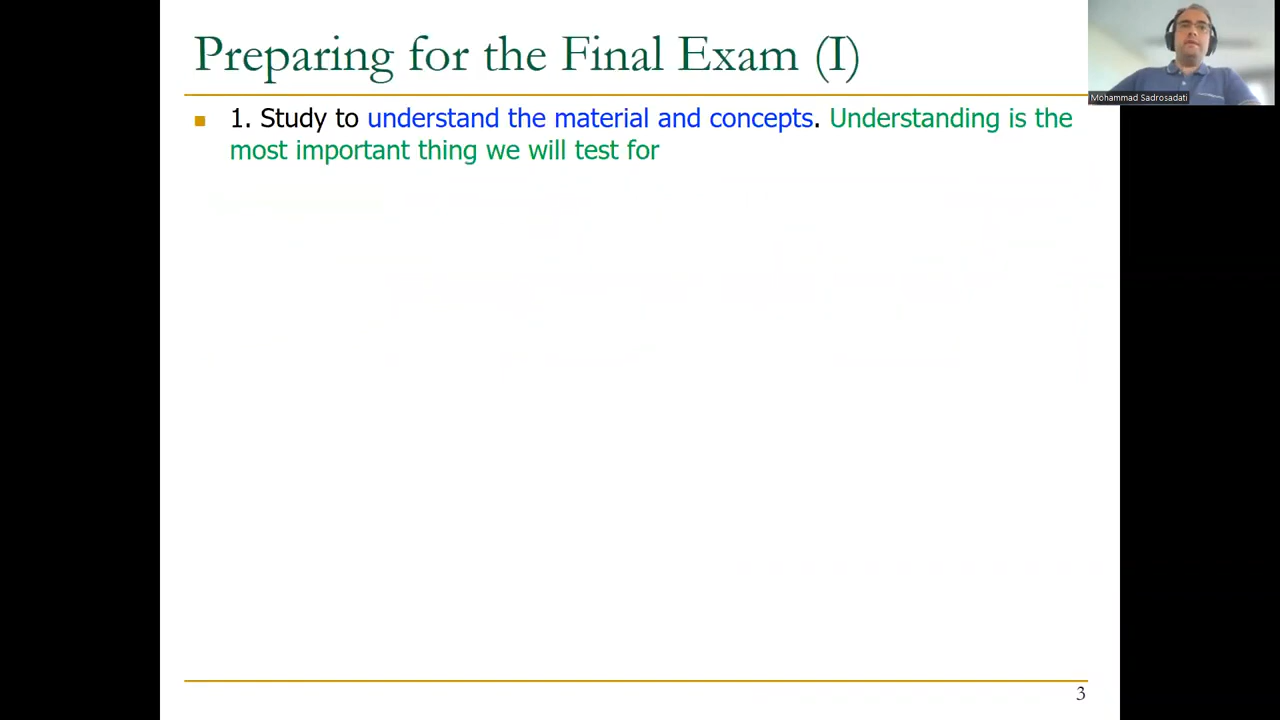 Preparing for the Final Exam (I)
Mohammad Sadrosadati
1. Study to understand the material and concepts. Understanding is the
most important thing we will test for
3